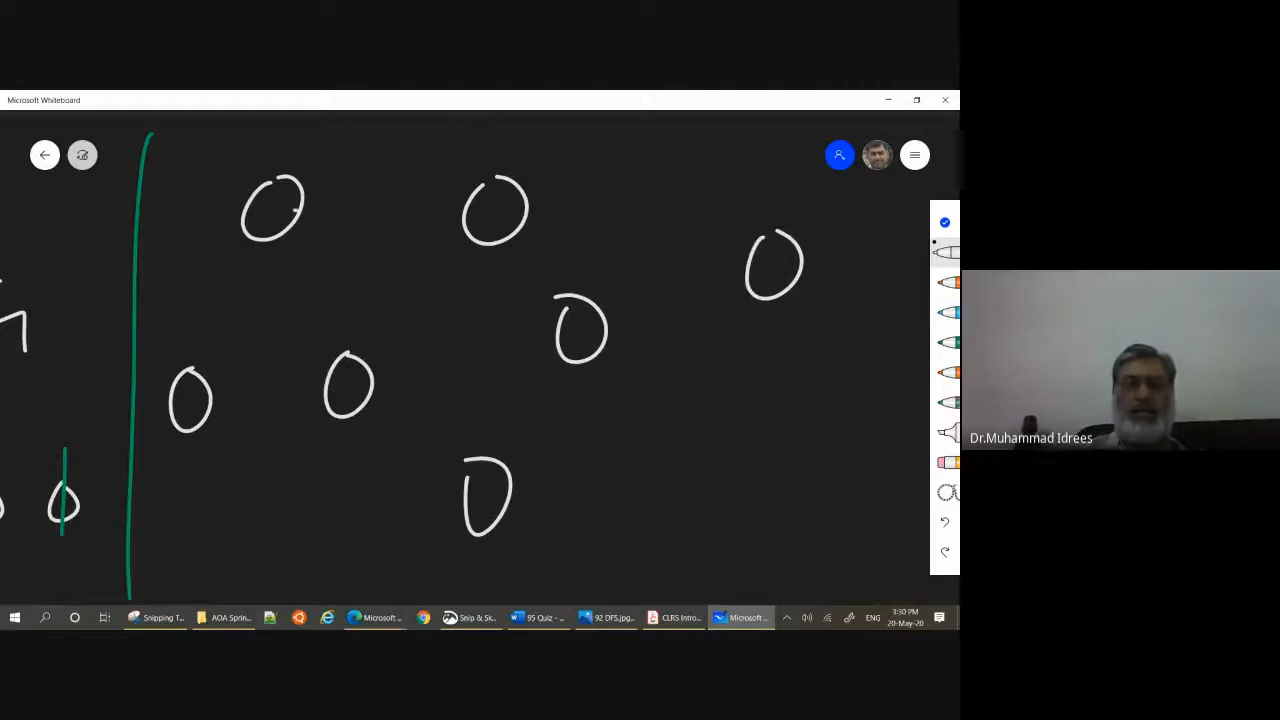 Microsoft Whiteboard
Dr.Muhammad Idrees
Snipping T...
AOA Sprin...
Microsoft ...
Snip & Sk...
95 Quiz - ...
92 DFS.jpg...
CLRS Intro...
Microsoft ...
ENG
3:30 PM
20-May-20